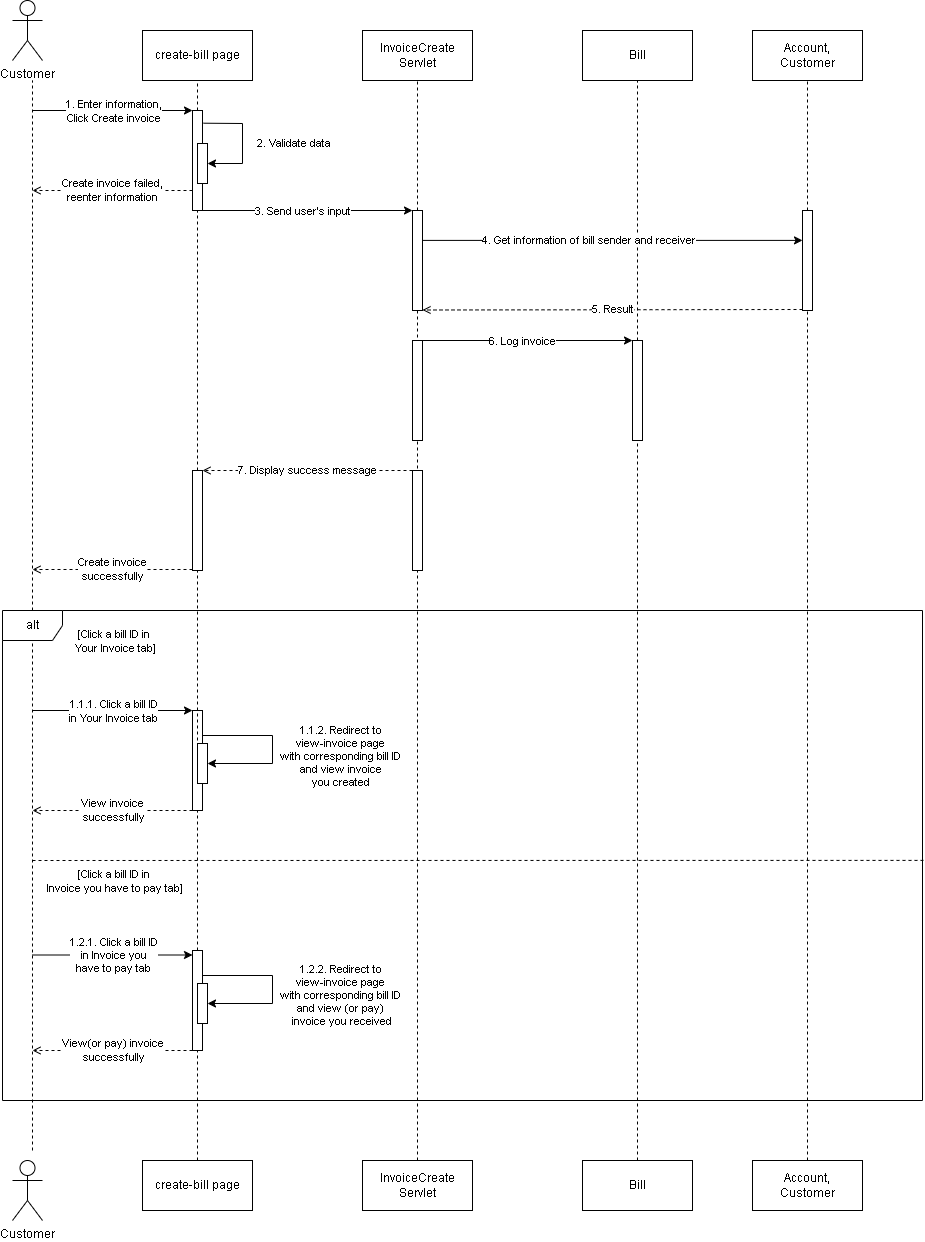 Customer
create-bill page
InvoiceCreate
Servlet
Bill
Account,
Customer
1. Enter information,
Click Create invoice
2. Validate data
Create invoice failed,
reenter information
3. Send user's input
4. Get information of bill sender and receiver
5. Result
6. Log invoice
7. Display success message
Create invoice
successfully
alt
[Click a bill ID in
Your Invoice tab]
1.1.1. Click a bill ID
in Your Invoice tab
1.1.2. Redirect to
view-invoice page
with corresponding bill ID
and view invoice
you created
View invoice
successfully
[Click a bill ID in
Invoice you have to pay tab]
1.2.1. Click a bill ID
in Invoice you
have to pay tab
1.2.2. Redirect to
view-invoice page
with corresponding bill ID
and view (or pay)
invoice you received
View(or pay) invoice
successfully
Customer
create-bill page
InvoiceCreate
Servlet
Bill
Account,
Customer